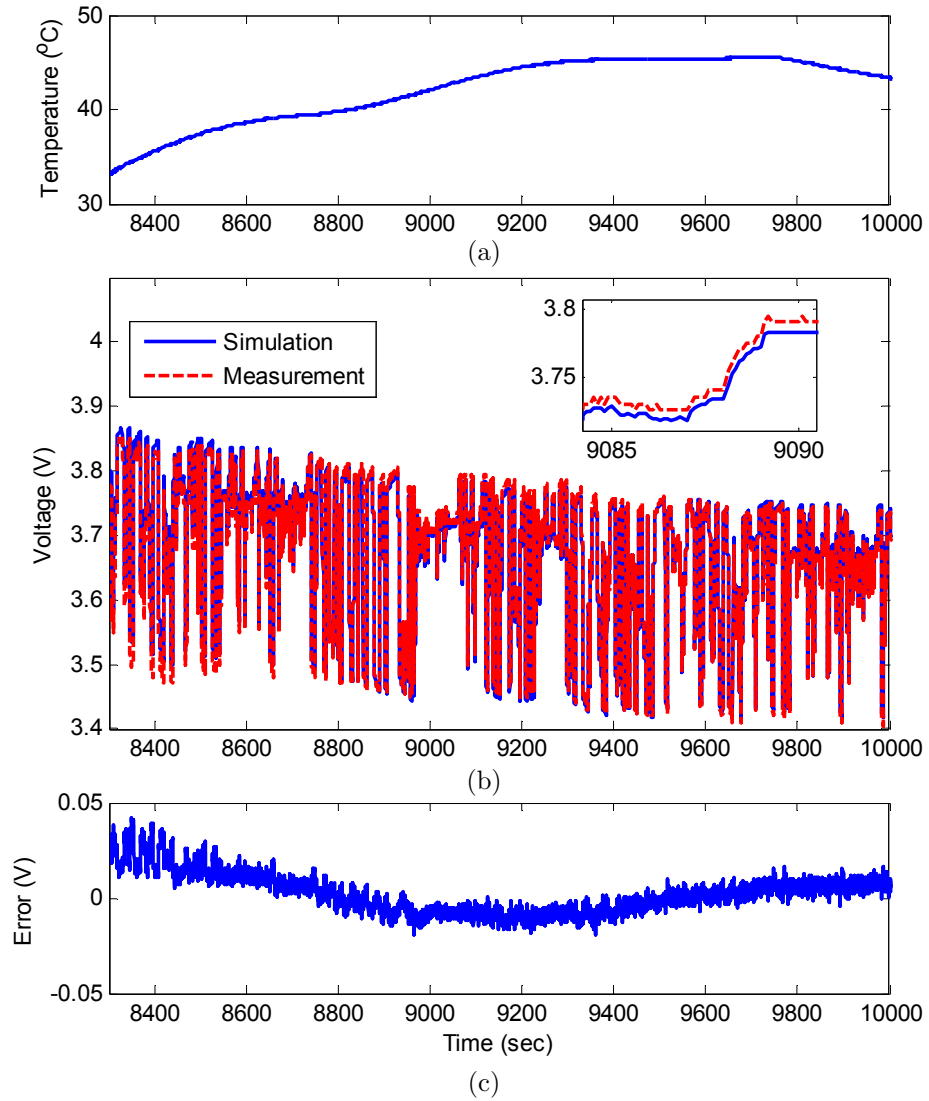 50
40
30
Temperature (⁰C)
8400 8600 8800 9000 9200 9400 9600 9800 10000
(a)
4
3.9
3.8
3.7
3.6
3.5
3.4
Voltage (V)
Simulation
Measurement
3.8
3.75
9085 9090
8400 8600 8800 9000 9200 9400 9600 9800 10000
(b)
0.05
0
-0.05
Error (V)
8400 8600 8800 9000 9200 9400 9600 9800 10000
Time (sec)
(c)